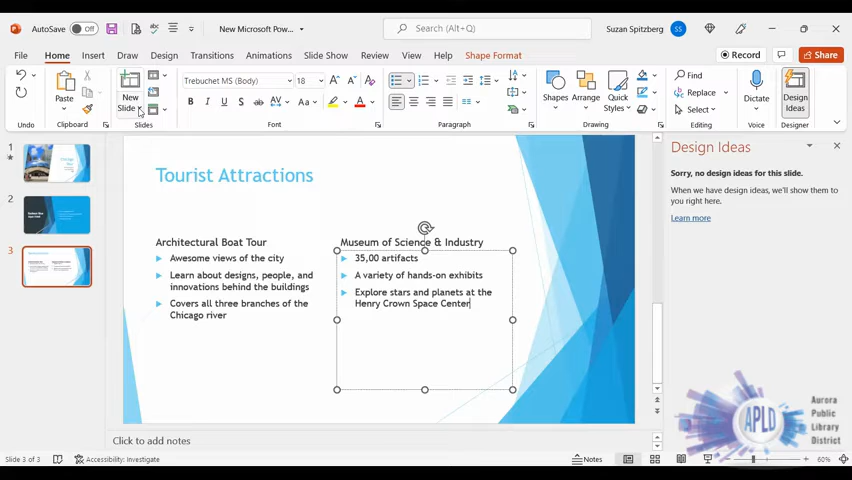 AutoSave Off
New Microsoft Pow...
Search (Alt+Q)
Suzan Spitzberg SS
File Home Insert Draw Design Transitions Animations Slide Show Review View Help Shape Format
Record Share
Paste
New
Slide
Trebuchet MS (Body) 18
Shapes Arrange Quick
Styles
Find
Replace
Select
Dictate
Design
Ideas
Undo Clipboard Slides Font Paragraph Drawing Editing Voice Designer
1
2
3
Tourist Attractions
Architectural Boat Tour
Awesome views of the city
Learn about designs, people, and
innovations behind the buildings
Covers all three branches of the
Chicago river
Museum of Science & Industry
35,00 artifacts
A variety of hands-on exhibits
Explore stars and planets at the
Henry Crown Space Center
Design Ideas
Sorry, no design ideas for this slide.
When we have design ideas, we'll show them to
you right here.
Learn more
APLD
Aurora
Public
Library
District
Click to add notes
Slide 3 of 3 Accessibility: Investigate Notes 60%